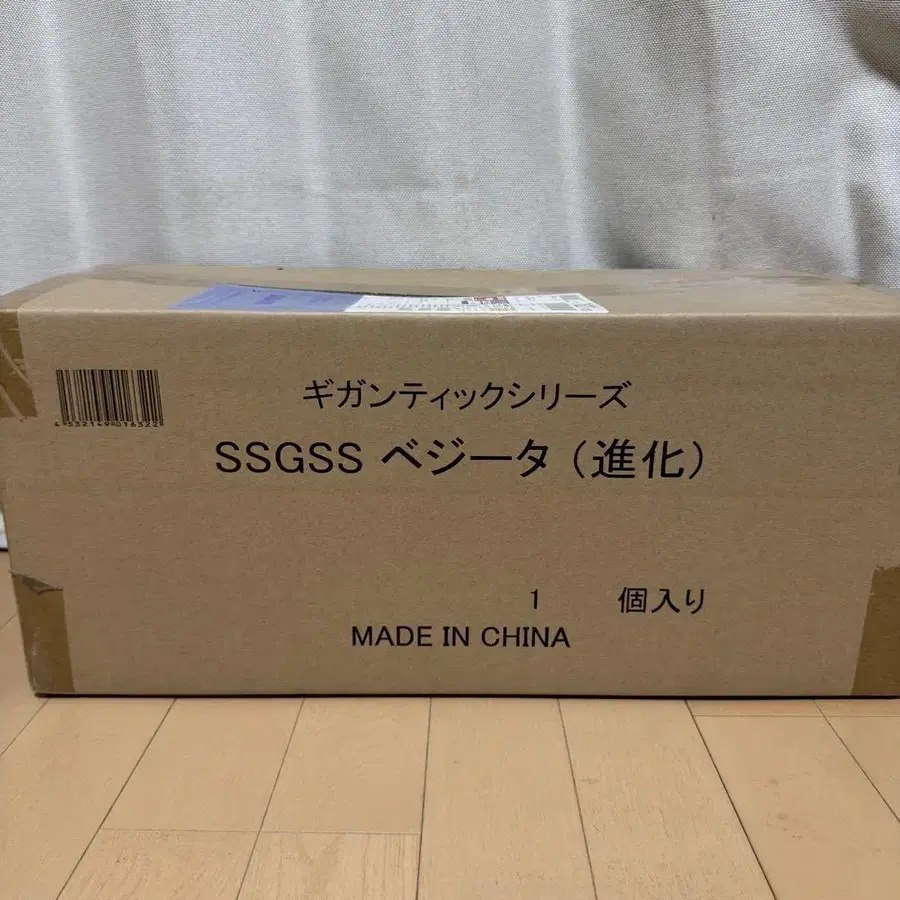 ギガンティックシリーズ
4532149016522
SSGSS ベジータ（進化）
1 個入り
MADE IN CHINA